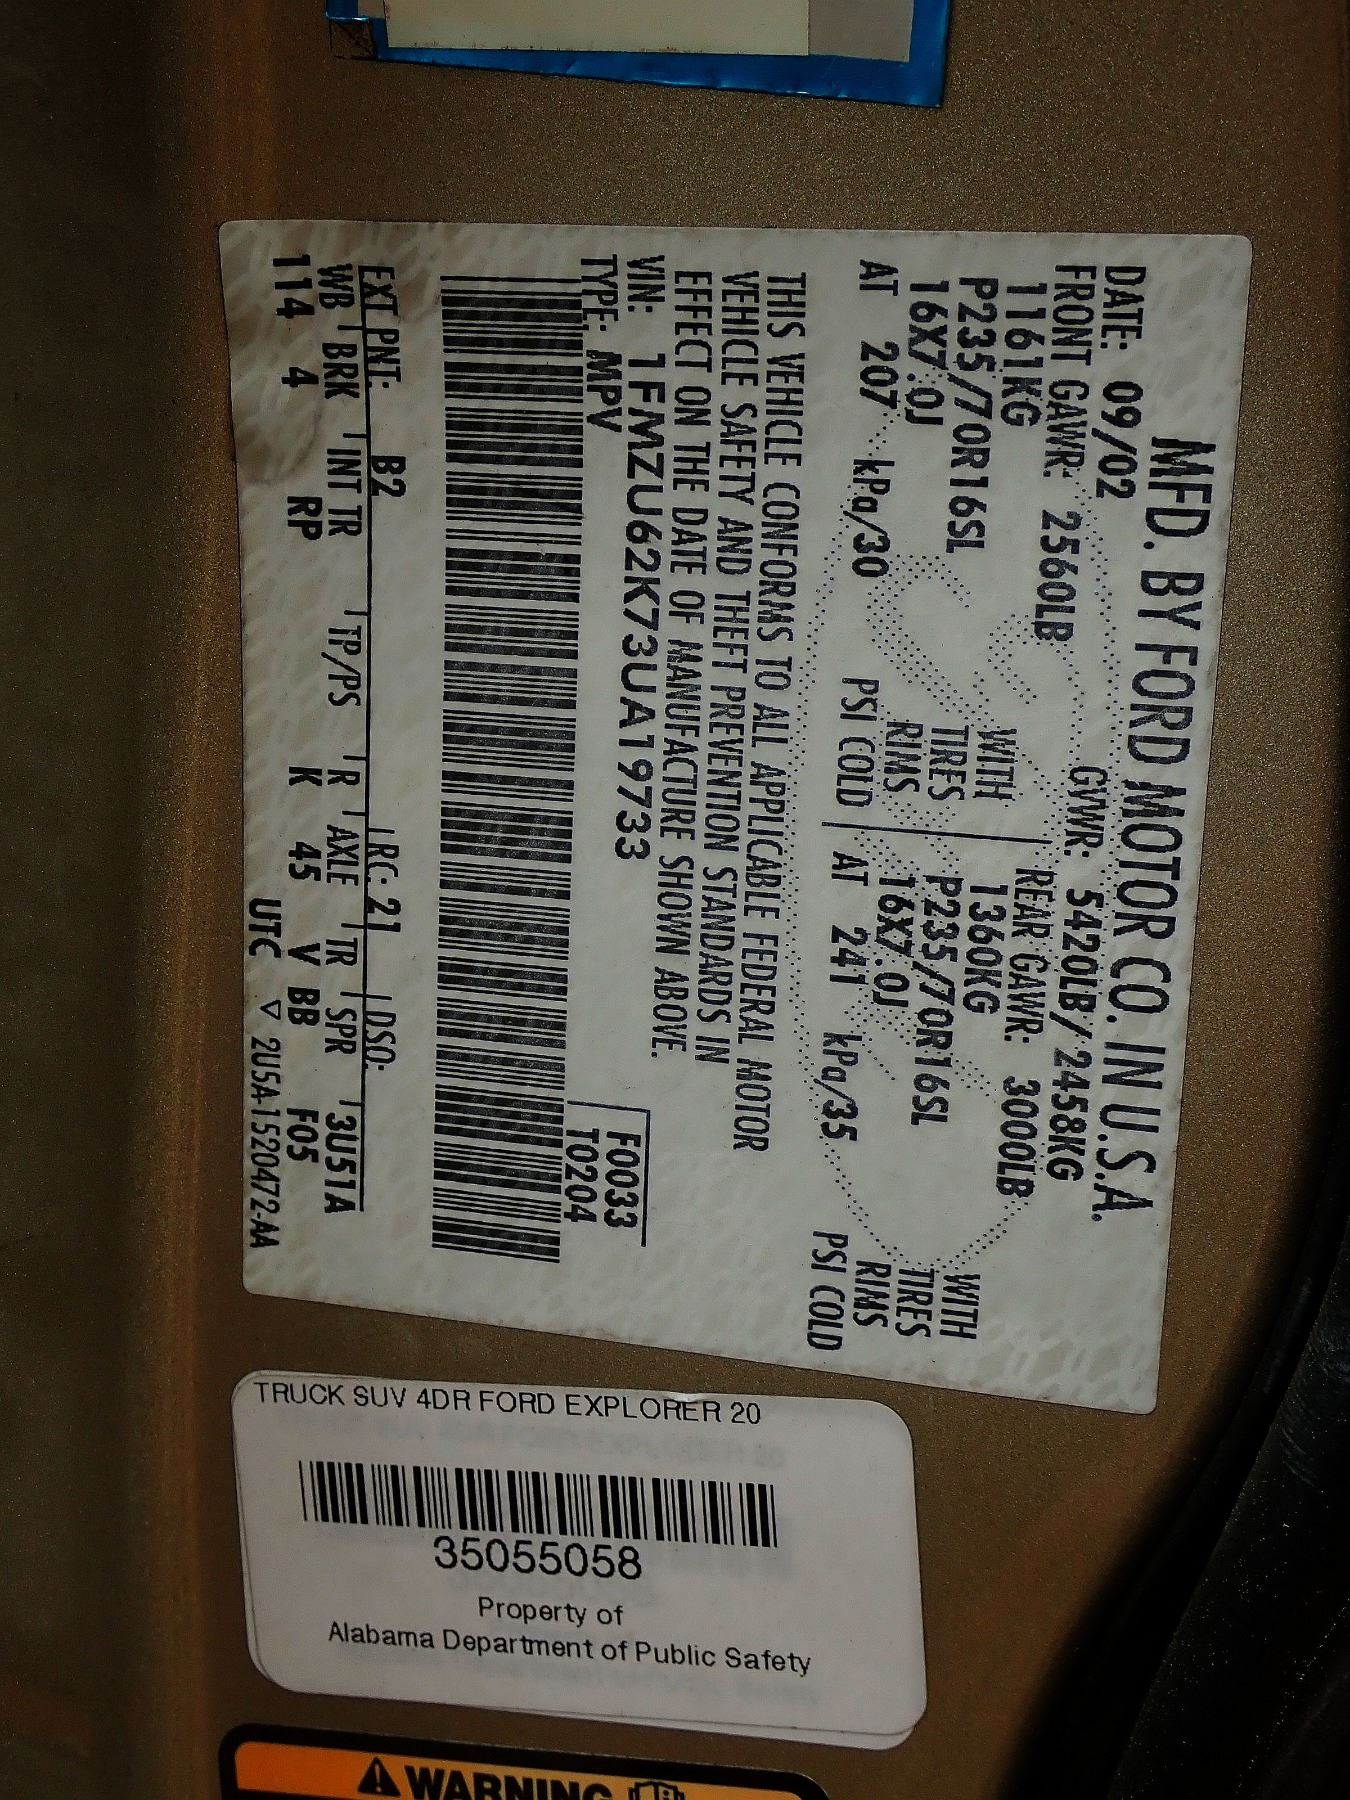 MFD. BY FORD MOTOR CO. IN U.S.A.
DATE: 09/02 GVWR: 5420LB/2458KG
FRONT GAWR: 2560LB REAR GAWR: 3000LB
1161KG WITH 1360KG WITH
P235/70R16SL TIRES P235/70R16SL TIRES
16X7.0J RIMS 16X7.0J RIMS
AT 207 kPa/30 PSI COLD AT 241 kPa/35 PSI COLD
THIS VEHICLE CONFORMS TO ALL APPLICABLE FEDERAL MOTOR
VEHICLE SAFETY AND THEFT PREVENTION STANDARDS IN
EFFECT ON THE DATE OF MANUFACTURE SHOWN ABOVE.
VIN: 1FMZU62K73UA19733 F0033
TYPE: MPV T0204
EXT PNT: B2 RC: 21 DSO:
WB BRK INT TR TP/PS R AXLE TR SPR 3U51A
114 4 RP K 45 V BB F05
UTC ▽ 2U5A-1520472-AA
TRUCK SUV 4DR FORD EXPLORER 20
35055058
Property of
Alabama Department of Public Safety
WARNING